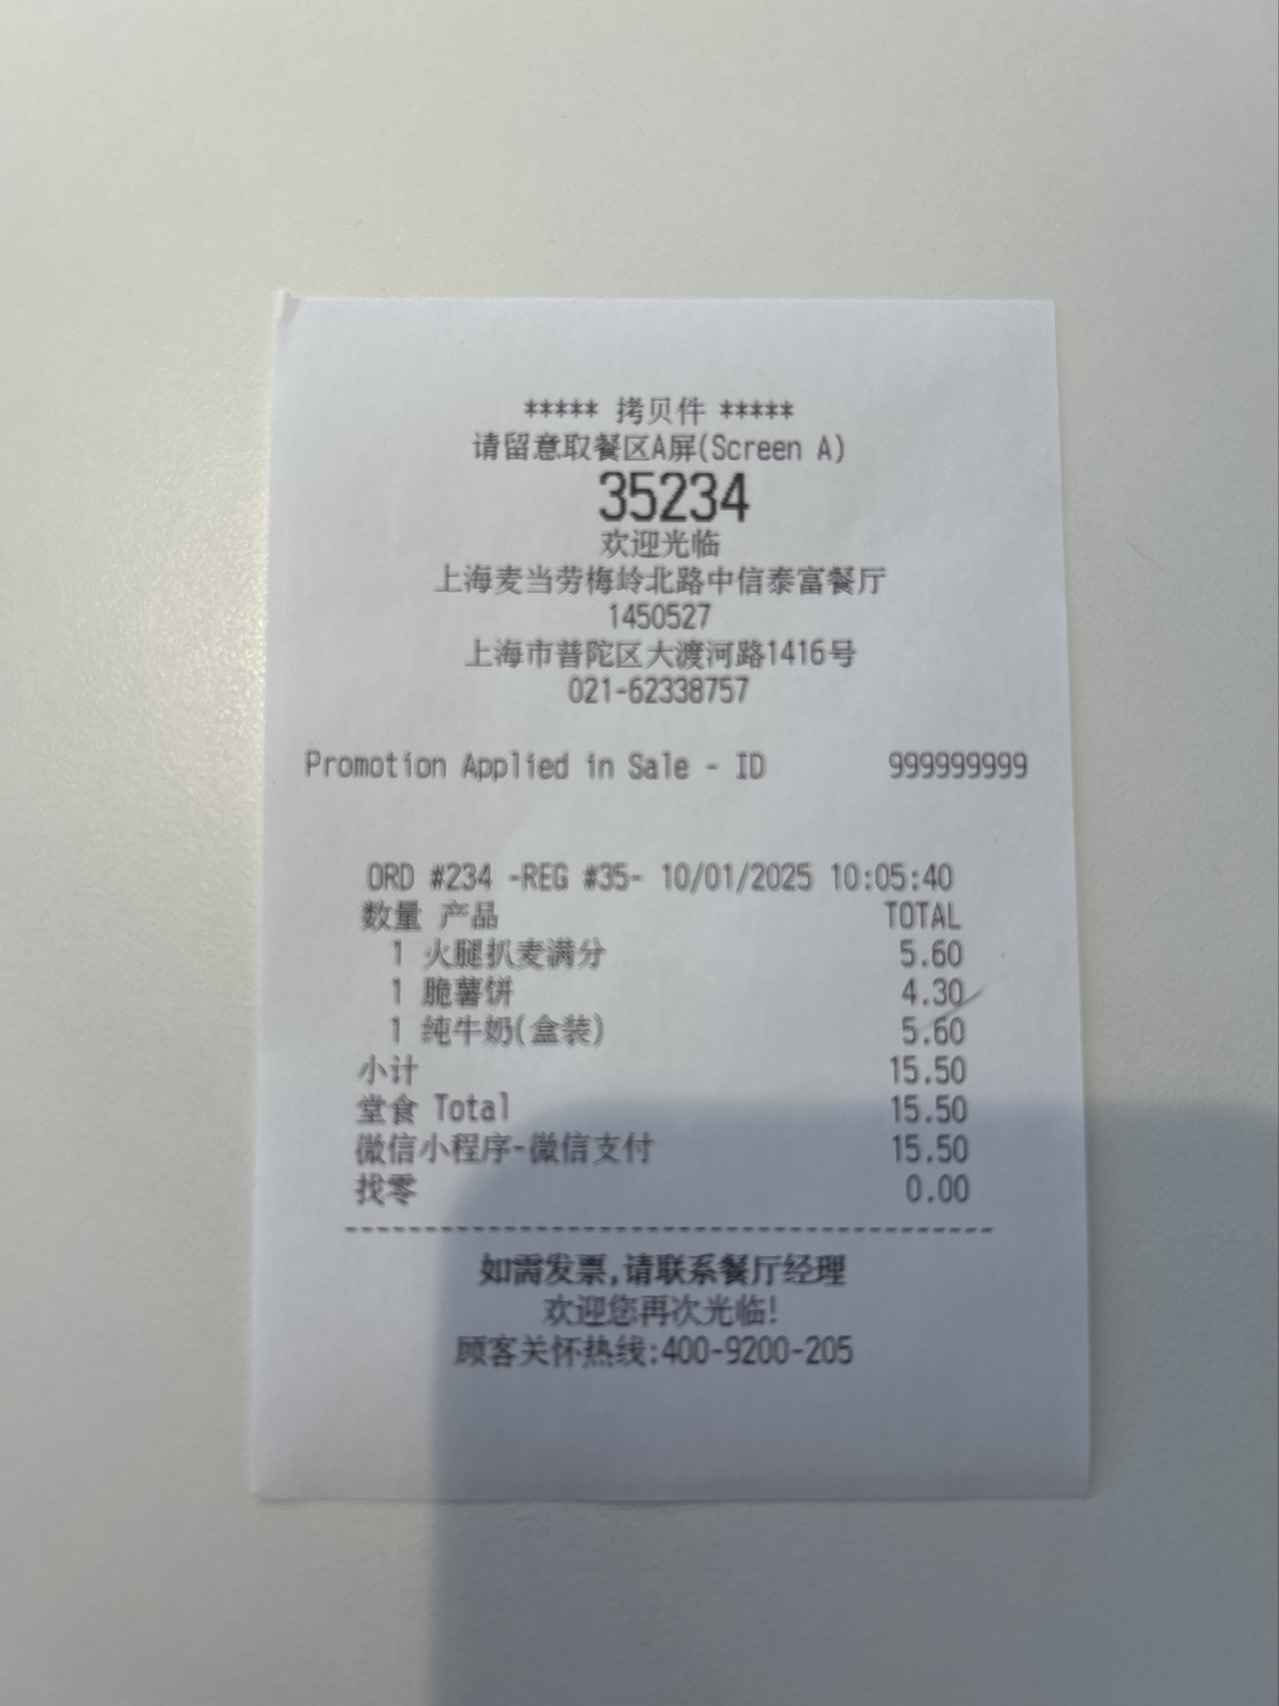 ***** 拷贝件 *****
请留意取餐区A屏(Screen A)
35234
欢迎光临
上海麦当劳梅岭北路中信泰富餐厅
1450527
上海市普陀区大渡河路1416号
021-62338757
Promotion Applied in Sale - ID 999999999
ORD #234 -REG #35- 10/01/2025 10:05:40
数量 产品 TOTAL
1 火腿扒麦满分 5.60
1 脆薯饼 4.30
1 纯牛奶(盒装) 5.60
小计 15.50
堂食 Total 15.50
微信小程序-微信支付 15.50
找零 0.00
------------------------------------------
如需发票,请联系餐厅经理
欢迎您再次光临!
顾客关怀热线:400-9200-205